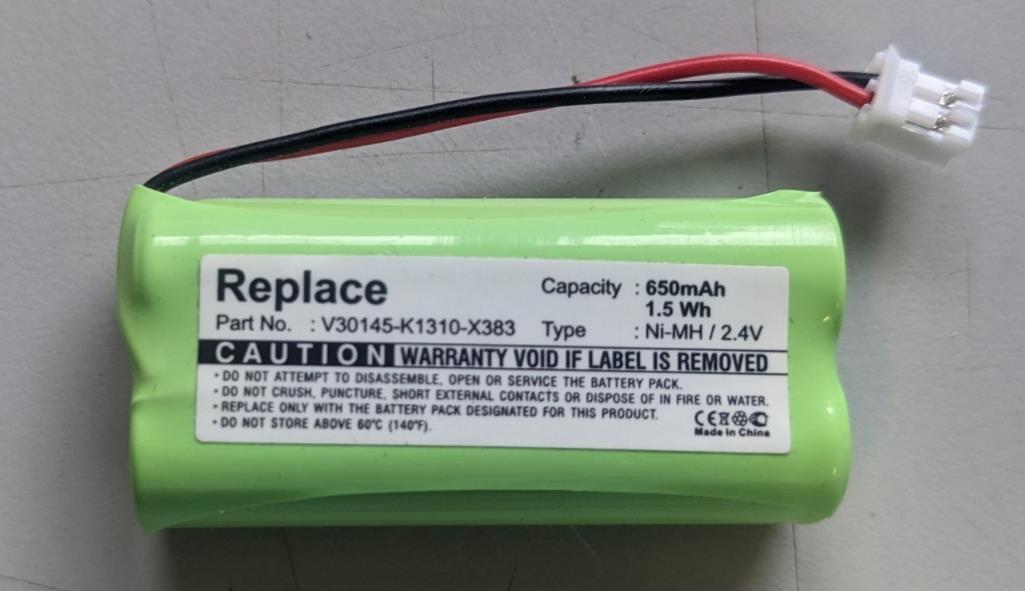 Replace
Part No. : V30145-K1310-X383
Capacity : 650mAh
1.5 Wh
Type : Ni-MH / 2.4V
CAUTION WARRANTY VOID IF LABEL IS REMOVED
• DO NOT ATTEMPT TO DISASSEMBLE, OPEN OR SERVICE THE BATTERY PACK.
• DO NOT CRUSH, PUNCTURE, SHORT EXTERNAL CONTACTS OR DISPOSE OF IN FIRE OR WATER.
• REPLACE ONLY WITH THE BATTERY PACK DESIGNATED FOR THIS PRODUCT.
• DO NOT STORE ABOVE 60℃ (140℉).
CE
Made in China